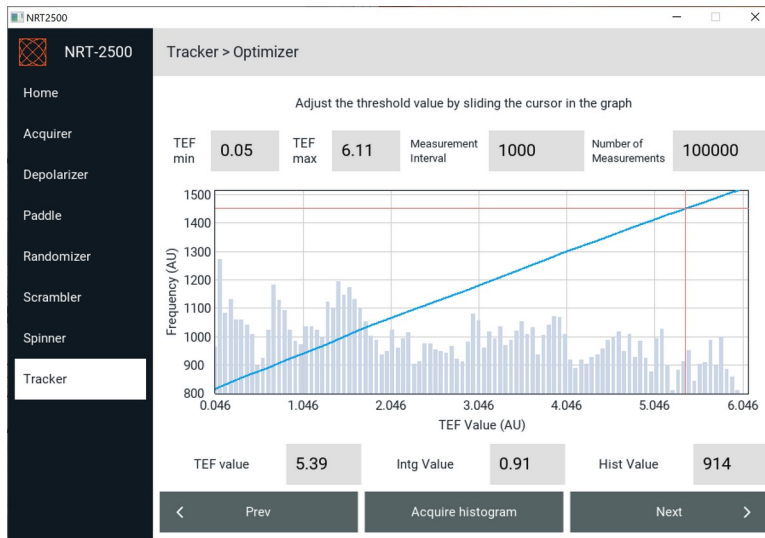 NRT2500
NRT-2500
Tracker > Optimizer
Home
Acquirer
Depolarizer
Paddle
Randomizer
Scrambler
Spinner
Tracker
Adjust the threshold value by sliding the cursor in the graph
TEF min 0.05 TEF max 6.11 Measurement Interval 1000 Number of Measurements 100000
Frequency (AU)
1500
1400
1300
1200
1100
1000
900
800
0.046 1.046 2.046 3.046 4.046 5.046 6.046
TEF Value (AU)
TEF value 5.39 Intg Value 0.91 Hist Value 914
Prev Acquire histogram Next